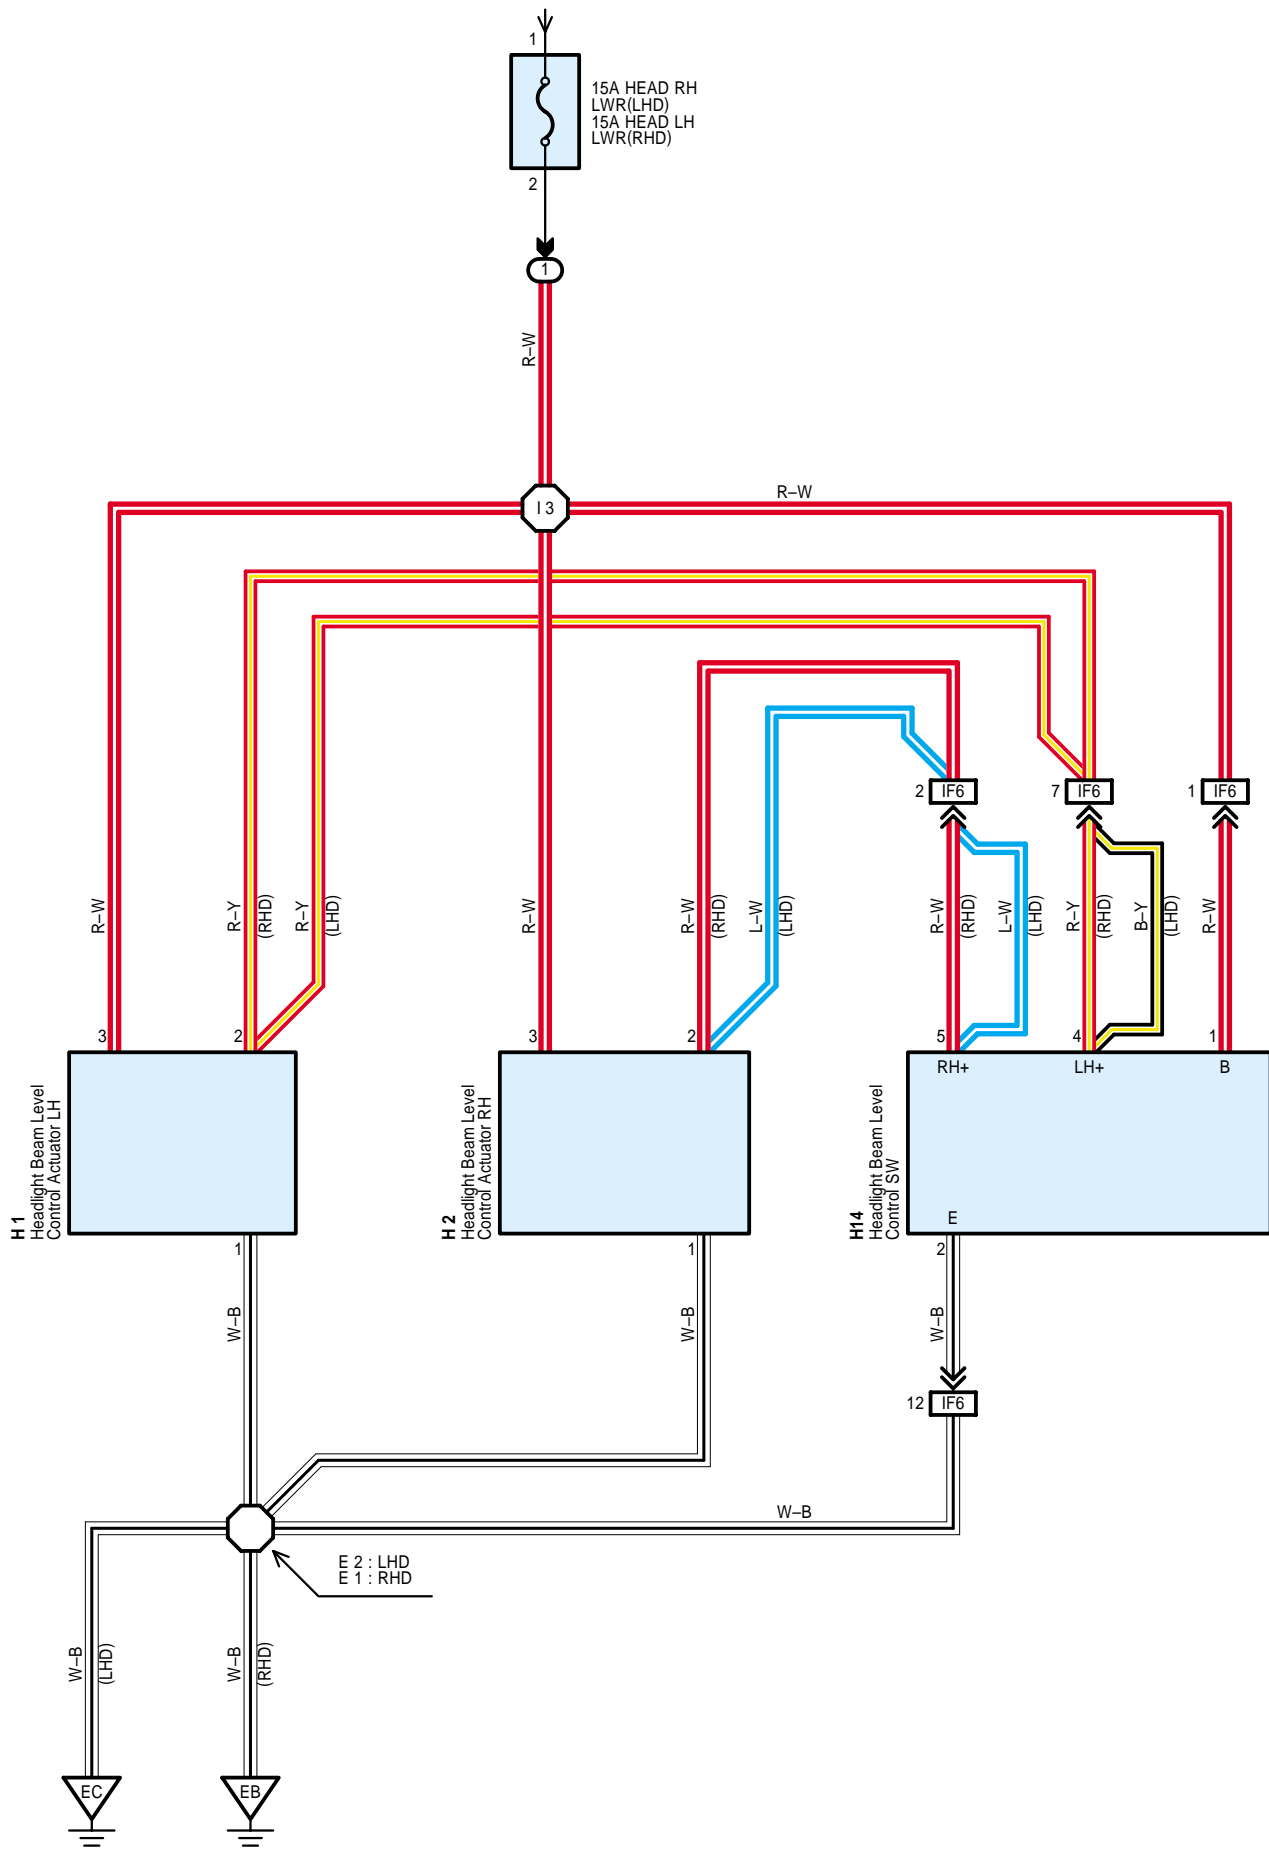 1
15A HEAD RH
LWR(LHD)
15A HEAD LH
LWR(RHD)
2
1
R–W
I 3
R–W
2 IF6
7 IF6
1 IF6
R–W
R–Y
(RHD)
R–Y
(LHD)
R–W
R–W
(RHD)
L–W
(LHD)
R–W
(RHD)
L–W
(LHD)
R–Y
(RHD)
B–Y
(LHD)
R–W
3
2
3
2
5
4
1
RH+
LH+
B
H 1
Headlight Beam Level
Control Actuator LH
H 2
Headlight Beam Level
Control Actuator RH
H14
Headlight Beam Level
Control SW
E
1
1
2
W–B
W–B
W–B
12 IF6
W–B
E 2 : LHD
E 1 : RHD
W–B
(LHD)
W–B
(RHD)
EC
EB